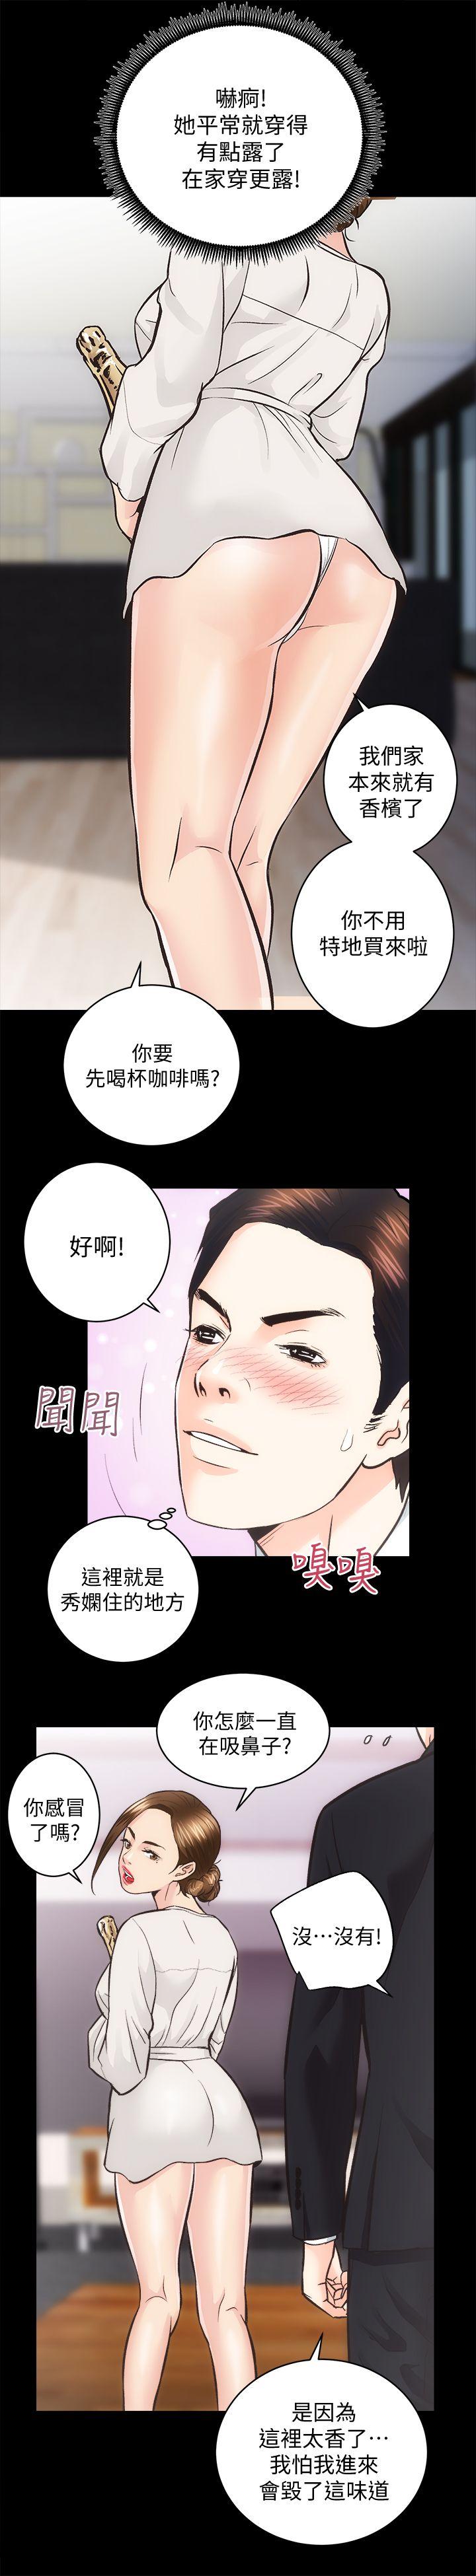 嚇痾!
她平常就穿得
有點露了
在家穿更露!
我們家
本來就有
香檳了
你不用
特地買來啦
你要
先喝杯咖啡嗎?
好啊!
聞聞
嗅嗅
這裡就是
秀嫻住的地方
你怎麼一直
在吸鼻子?
你感冒
了嗎?
沒⋯沒有!
是因為
這裡太香了⋯
我怕我進來
會毀了這味道